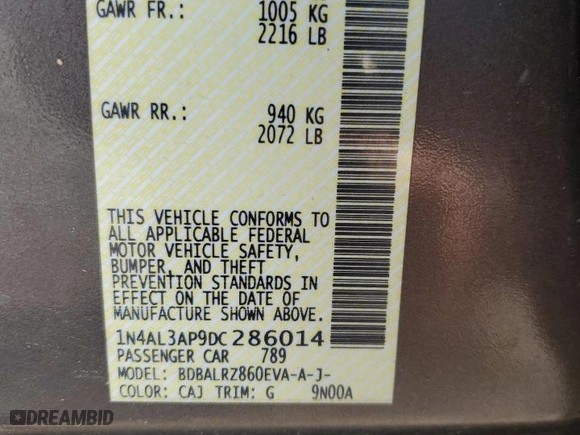 GAWR FR.: 1005 KG
2216 LB
GAWR RR.: 940 KG
2072 LB
THIS VEHICLE CONFORMS TO
ALL APPLICABLE FEDERAL
MOTOR VEHICLE SAFETY,
BUMPER, AND THEFT
PREVENTION STANDARDS IN
EFFECT ON THE DATE OF
MANUFACTURE SHOWN ABOVE.
1N4AL3AP9DC286014
PASSENGER CAR 789
MODEL: BDBALRZ860EVA-A-J-
COLOR: CAJ TRIM: G 9N00A
DREAMBID